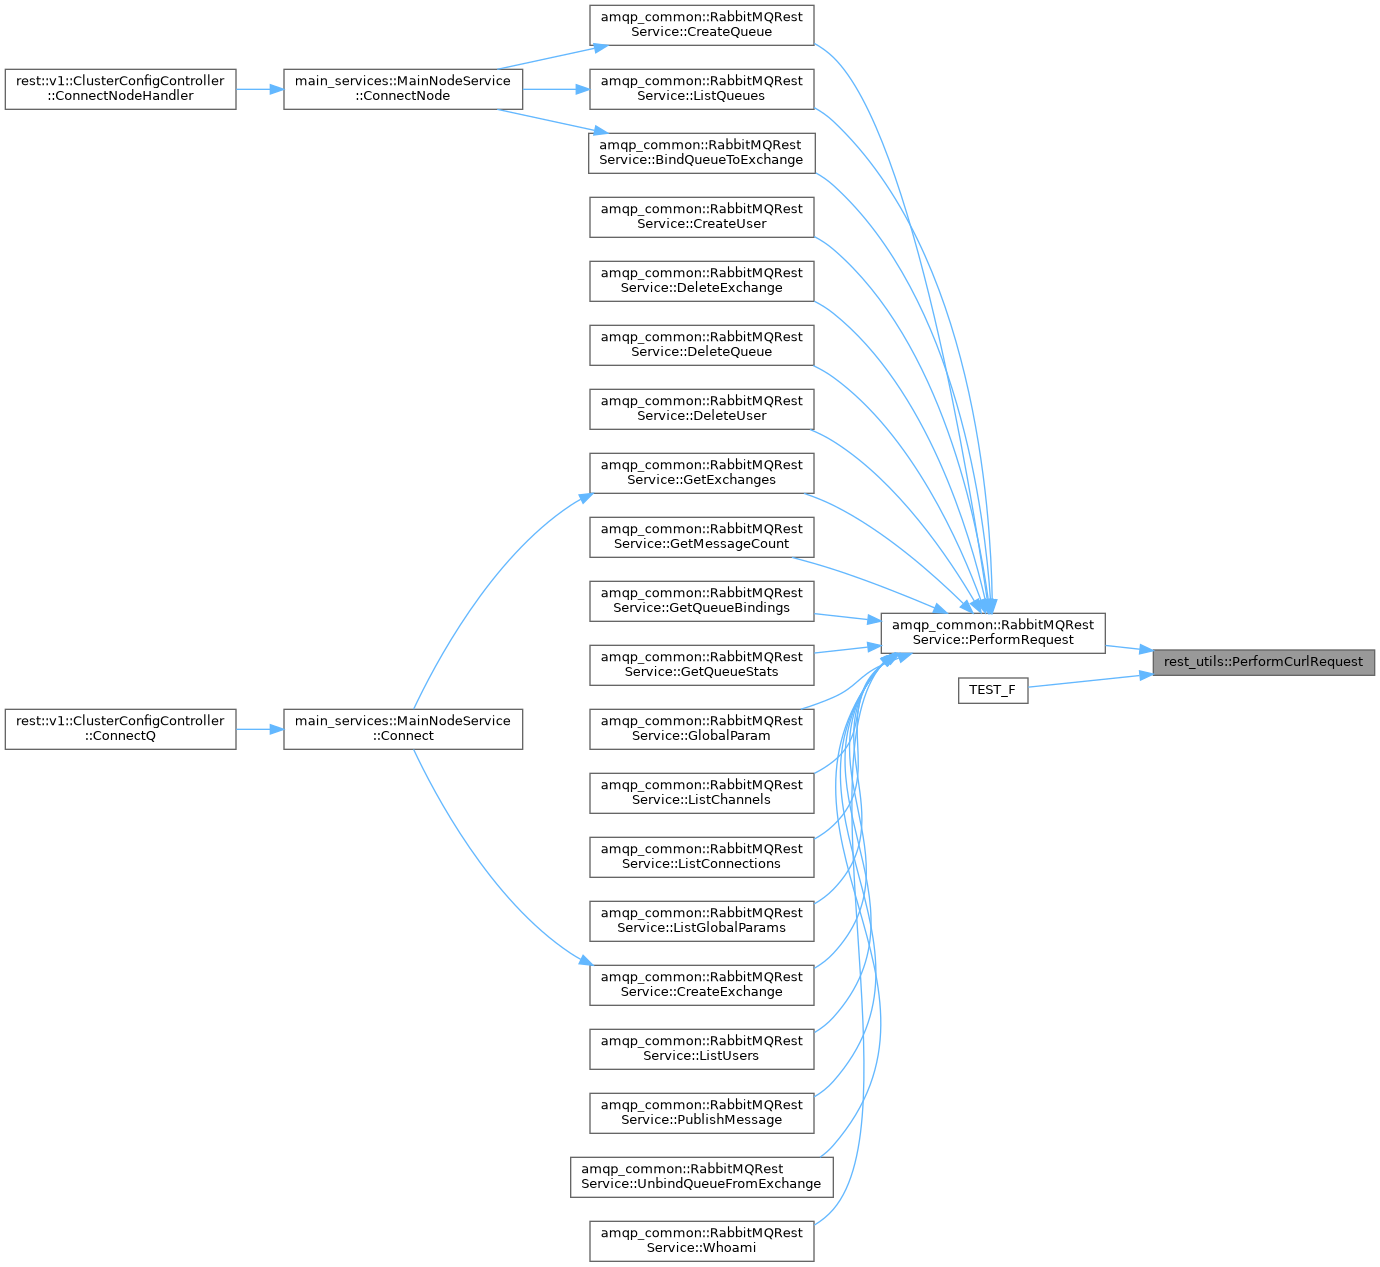 amqp_common::RabbitMQRest
Service::CreateQueue
rest::v1::ClusterConfigController
::ConnectNodeHandler
main_services::MainNodeService
::ConnectNode
amqp_common::RabbitMQRest
Service::ListQueues
amqp_common::RabbitMQRest
Service::BindQueueToExchange
amqp_common::RabbitMQRest
Service::CreateUser
amqp_common::RabbitMQRest
Service::DeleteExchange
amqp_common::RabbitMQRest
Service::DeleteQueue
amqp_common::RabbitMQRest
Service::DeleteUser
amqp_common::RabbitMQRest
Service::GetExchanges
amqp_common::RabbitMQRest
Service::GetMessageCount
amqp_common::RabbitMQRest
Service::GetQueueBindings
amqp_common::RabbitMQRest
Service::PerformRequest
rest_utils::PerformCurlRequest
TEST_F
amqp_common::RabbitMQRest
Service::GetQueueStats
rest::v1::ClusterConfigController
::ConnectQ
main_services::MainNodeService
::Connect
amqp_common::RabbitMQRest
Service::GlobalParam
amqp_common::RabbitMQRest
Service::ListChannels
amqp_common::RabbitMQRest
Service::ListConnections
amqp_common::RabbitMQRest
Service::ListGlobalParams
amqp_common::RabbitMQRest
Service::CreateExchange
amqp_common::RabbitMQRest
Service::ListUsers
amqp_common::RabbitMQRest
Service::PublishMessage
amqp_common::RabbitMQRest
Service::UnbindQueueFromExchange
amqp_common::RabbitMQRest
Service::Whoami